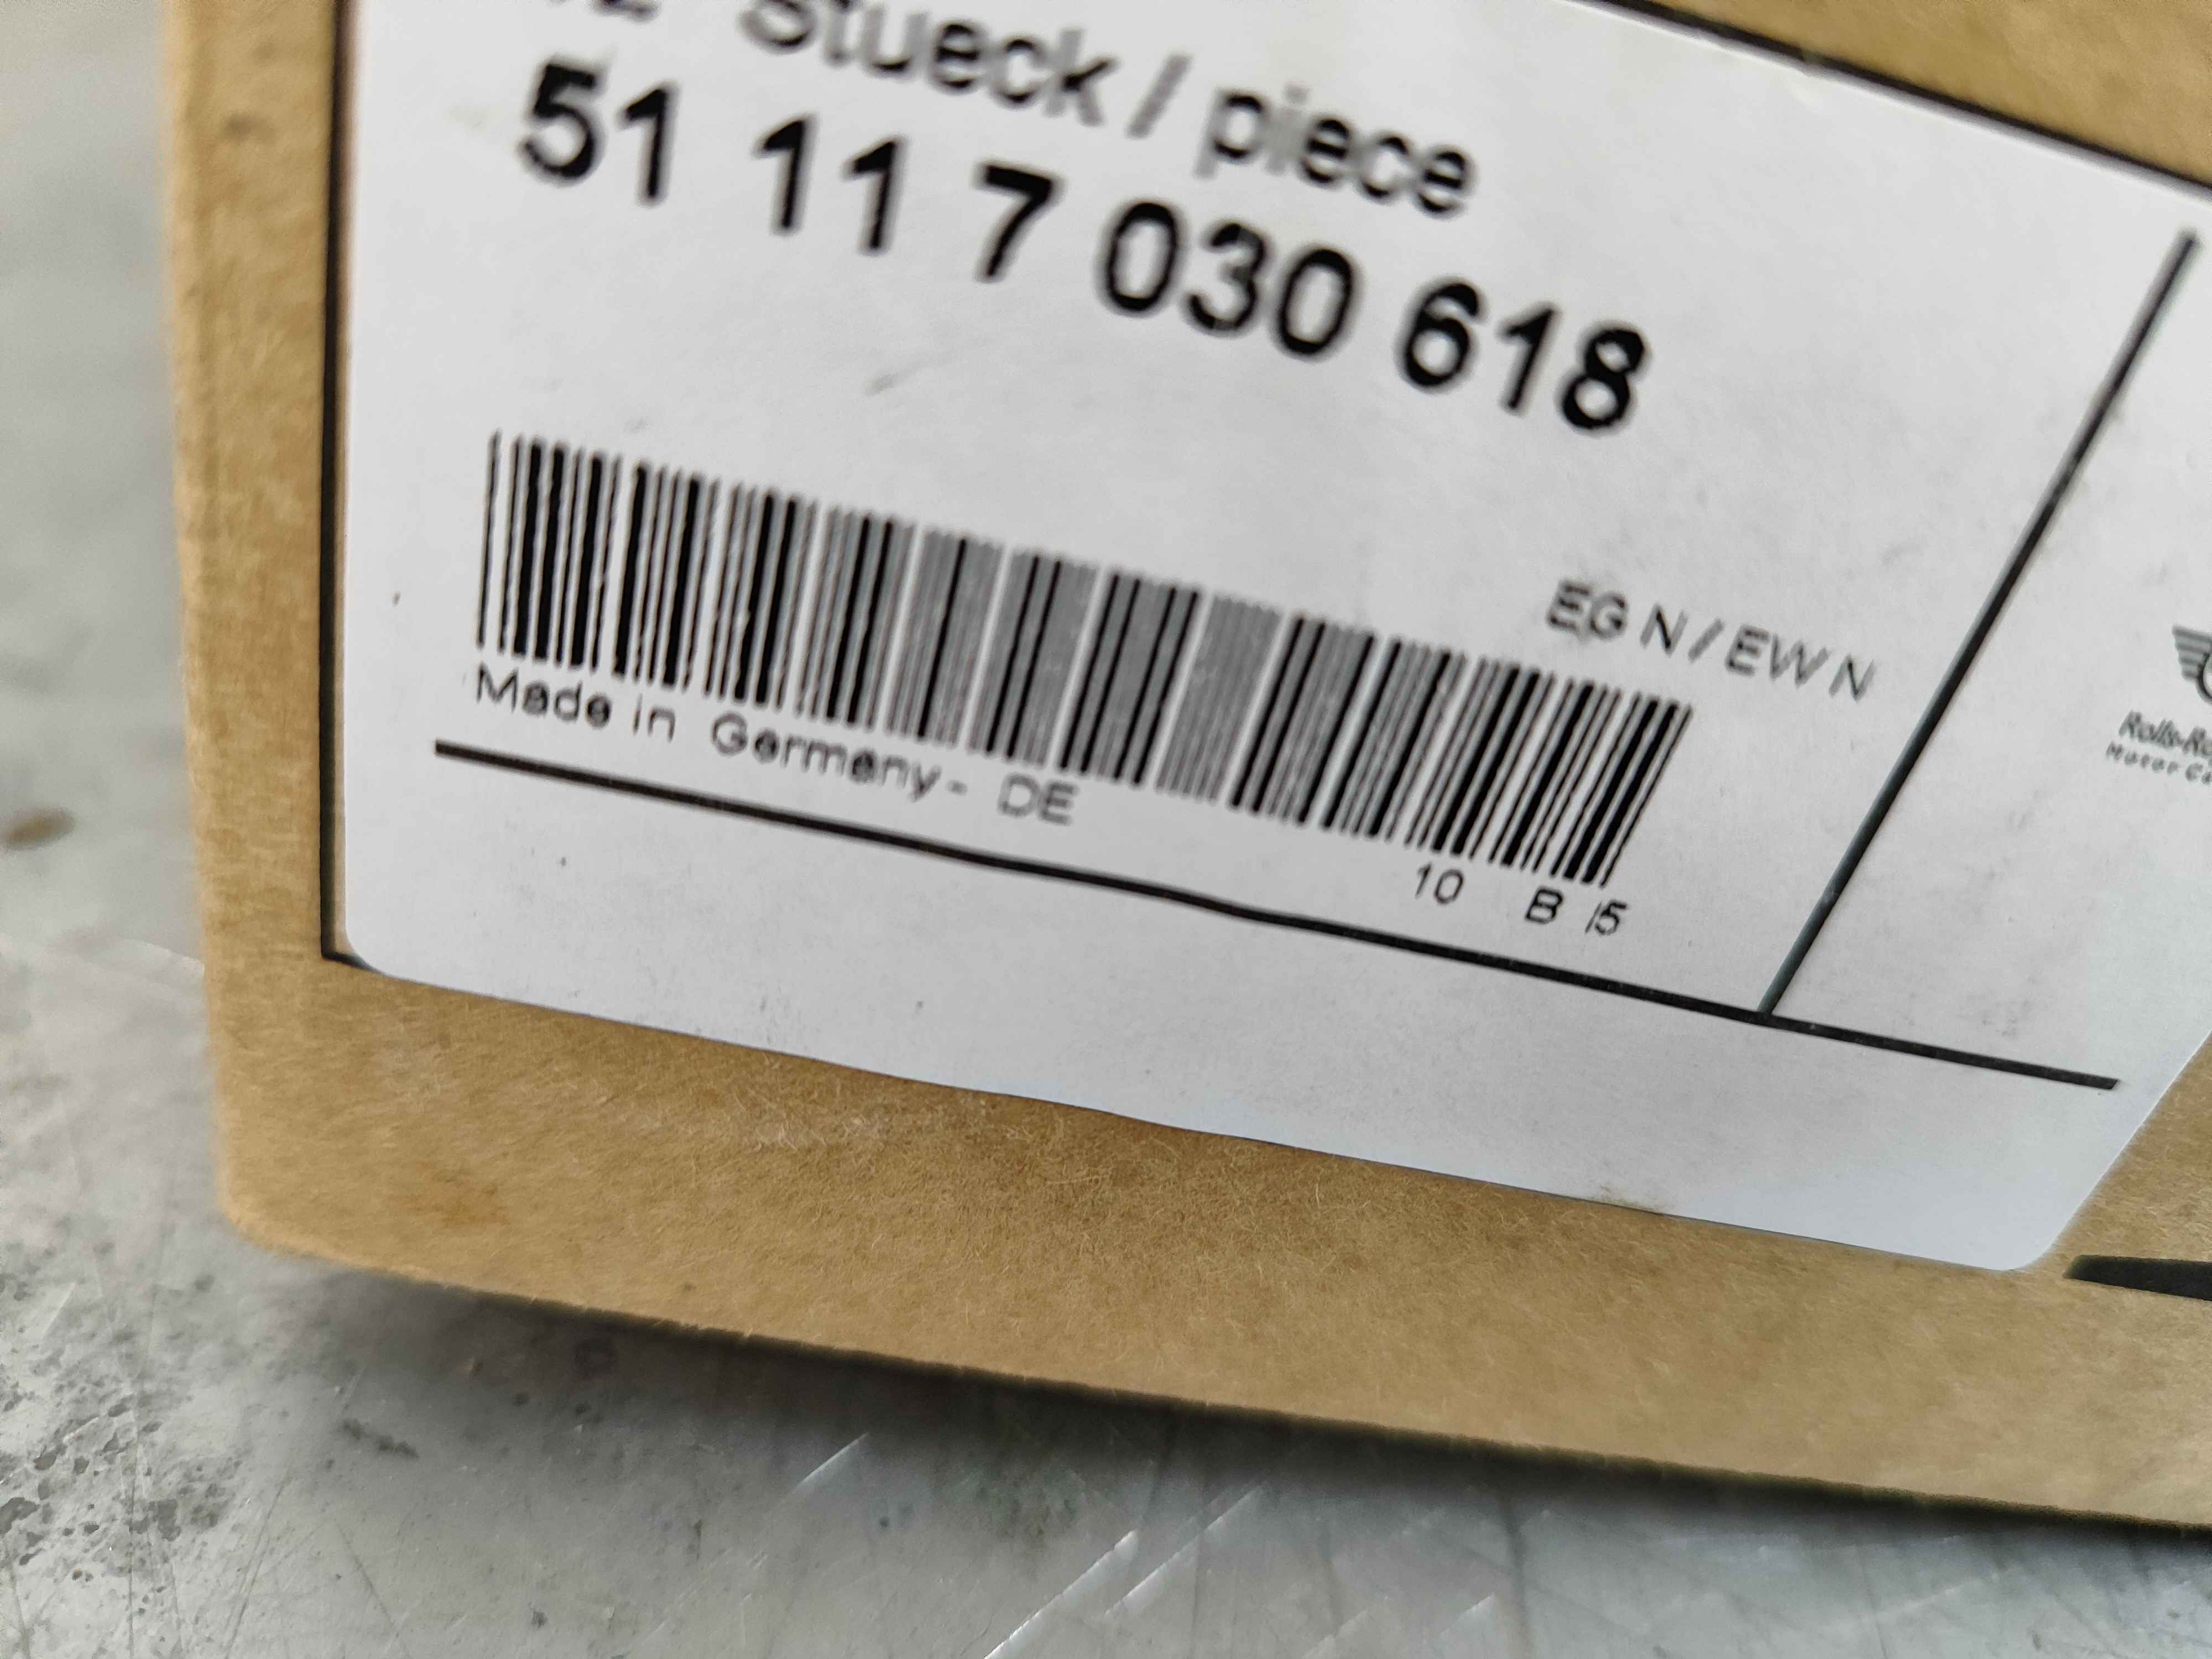 Stueck / piece
51 11 7 030 618
EG N / EW N
Made in Germany - DE
10 B /5